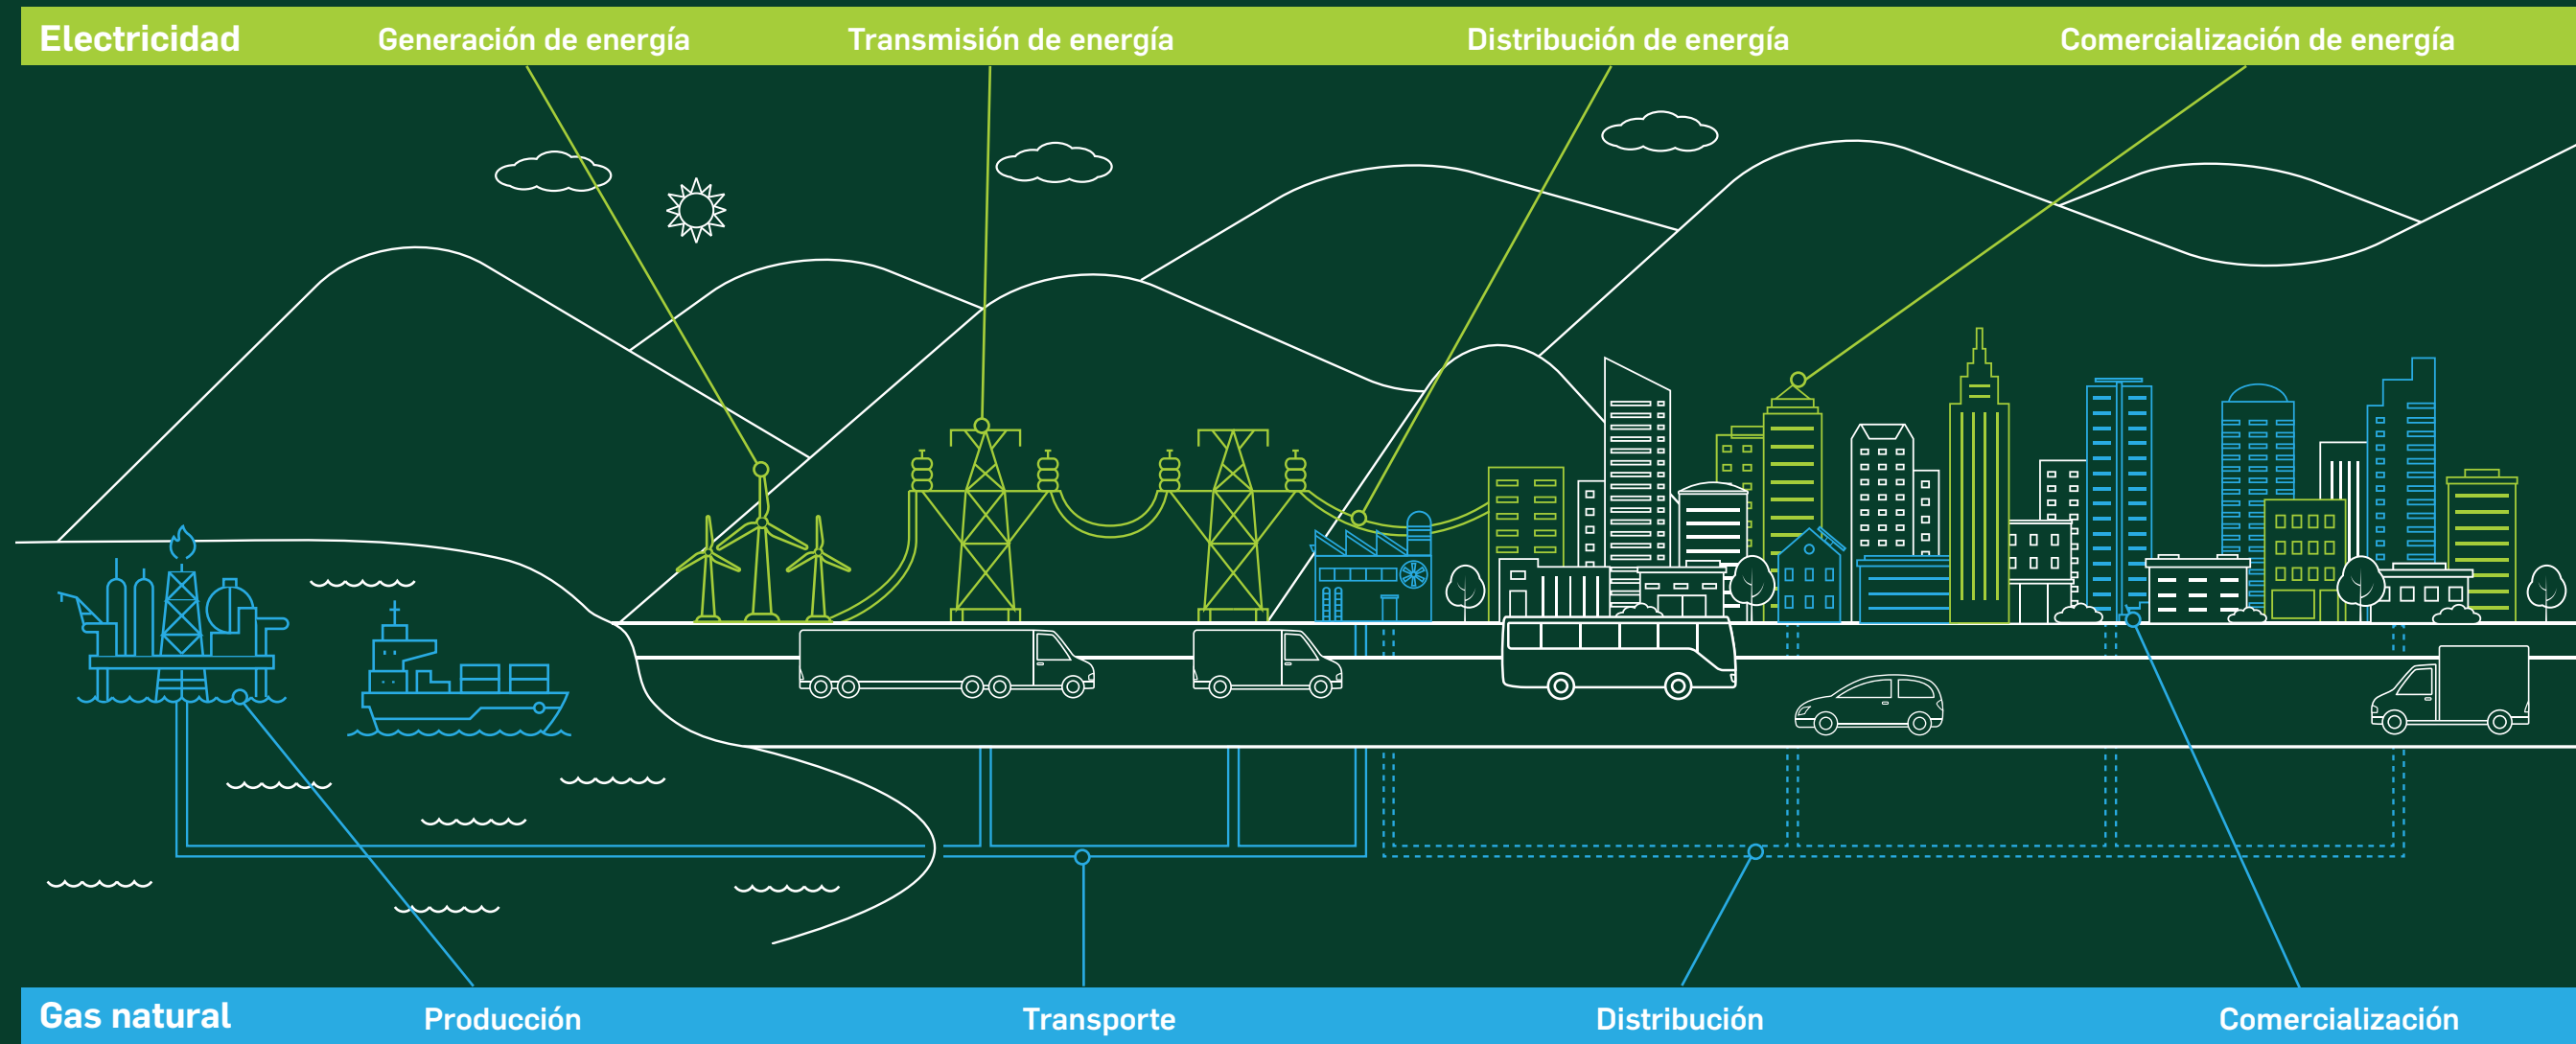 Electricidad
Generación de energía
Transmisión de energía
Distribución de energía
Comercialización de energía
Gas natural
Producción
Transporte
Distribución
Comercialización